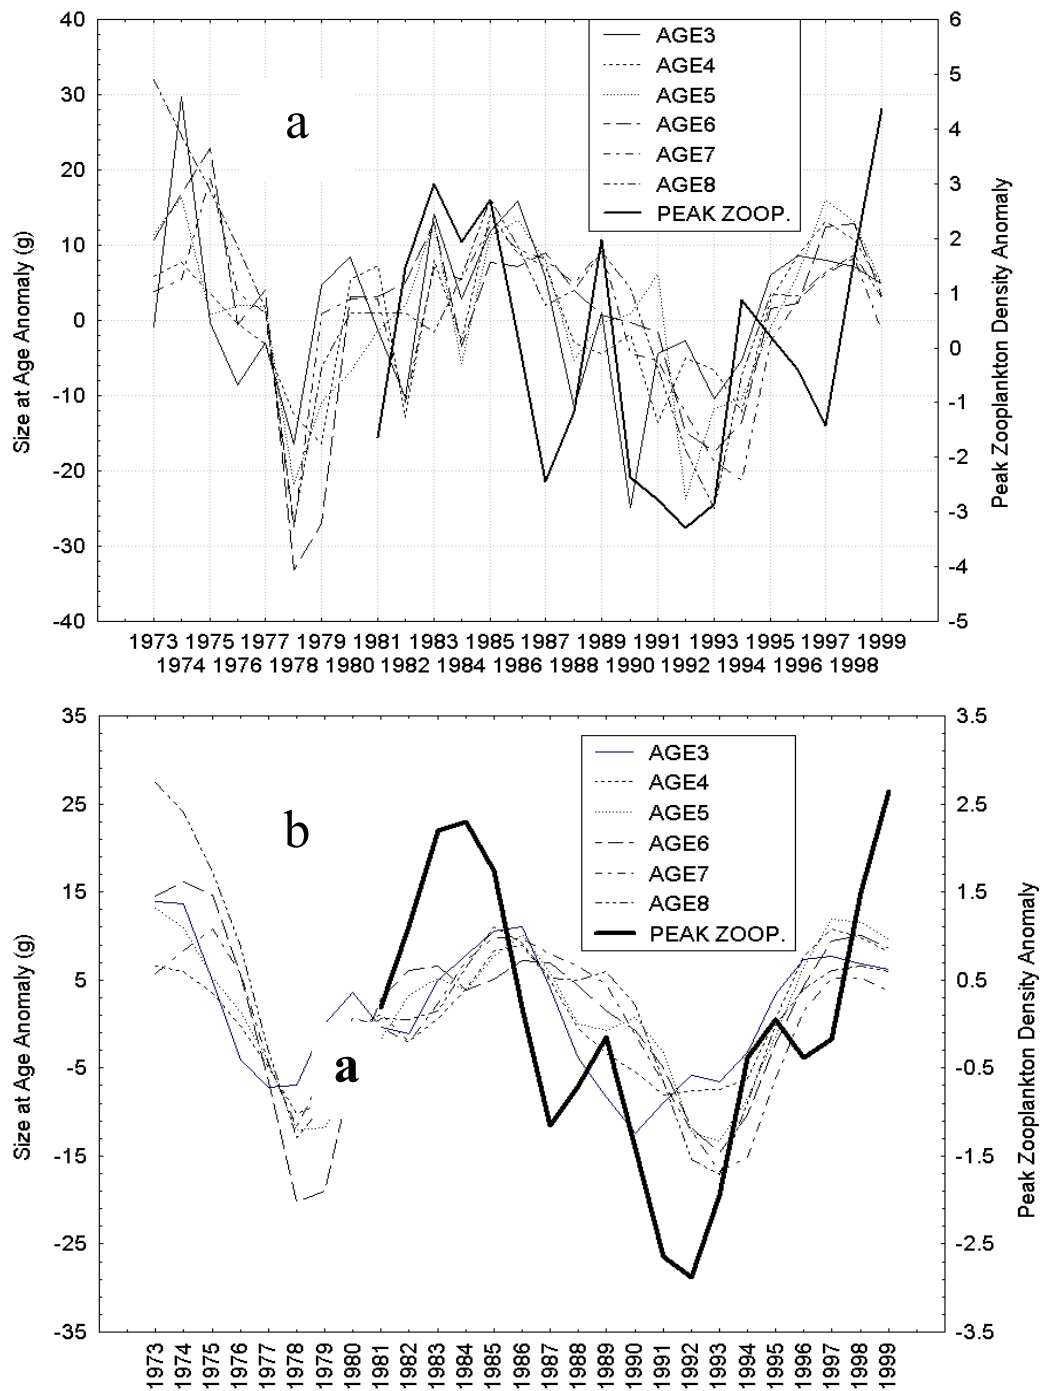 40
30
20
10
0
-10
-20
-30
-40
Size at Age Anomaly (g)
a
AGE3
AGE4
AGE5
AGE6
AGE7
AGE8
PEAK ZOOP.
6
5
4
3
2
1
0
-1
-2
-3
-4
-5
Peak Zooplankton Density Anomaly
1973 1975 1977 1979 1981 1983 1985 1987 1989 1991 1993 1995 1997 1999
1974 1976 1978 1980 1982 1984 1986 1988 1990 1992 1994 1996 1998
35
25
15
5
-5
-15
-25
-35
Size at Age Anomaly (g)
b
a
AGE3
AGE4
AGE5
AGE6
AGE7
AGE8
PEAK ZOOP.
3.5
2.5
1.5
0.5
-0.5
-1.5
-2.5
-3.5
Peak Zooplankton Density Anomaly
1973 1974 1975 1976 1977 1978 1979 1980 1981 1982 1983 1984 1985 1986 1987 1988 1989 1990 1991 1992 1993 1994 1995 1996 1997 1998 1999